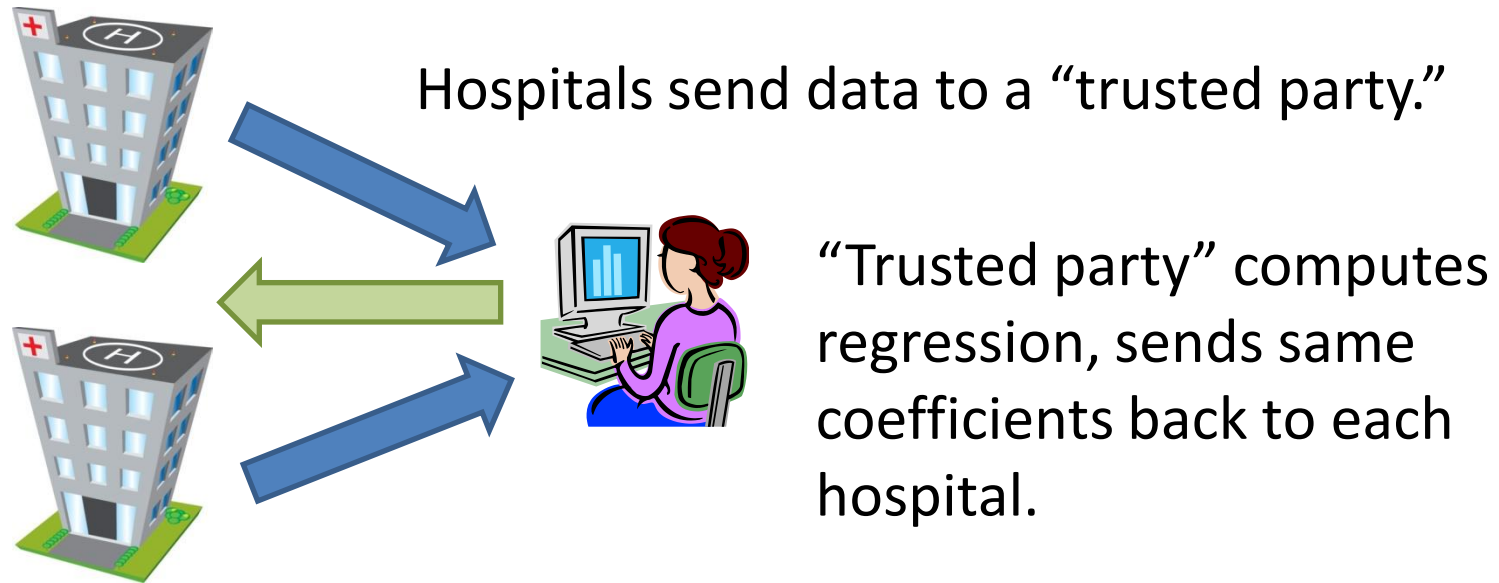 Hospitals send data to a “trusted party.”
“Trusted party” computes
regression, sends same
coefficients back to each
hospital.
H
H